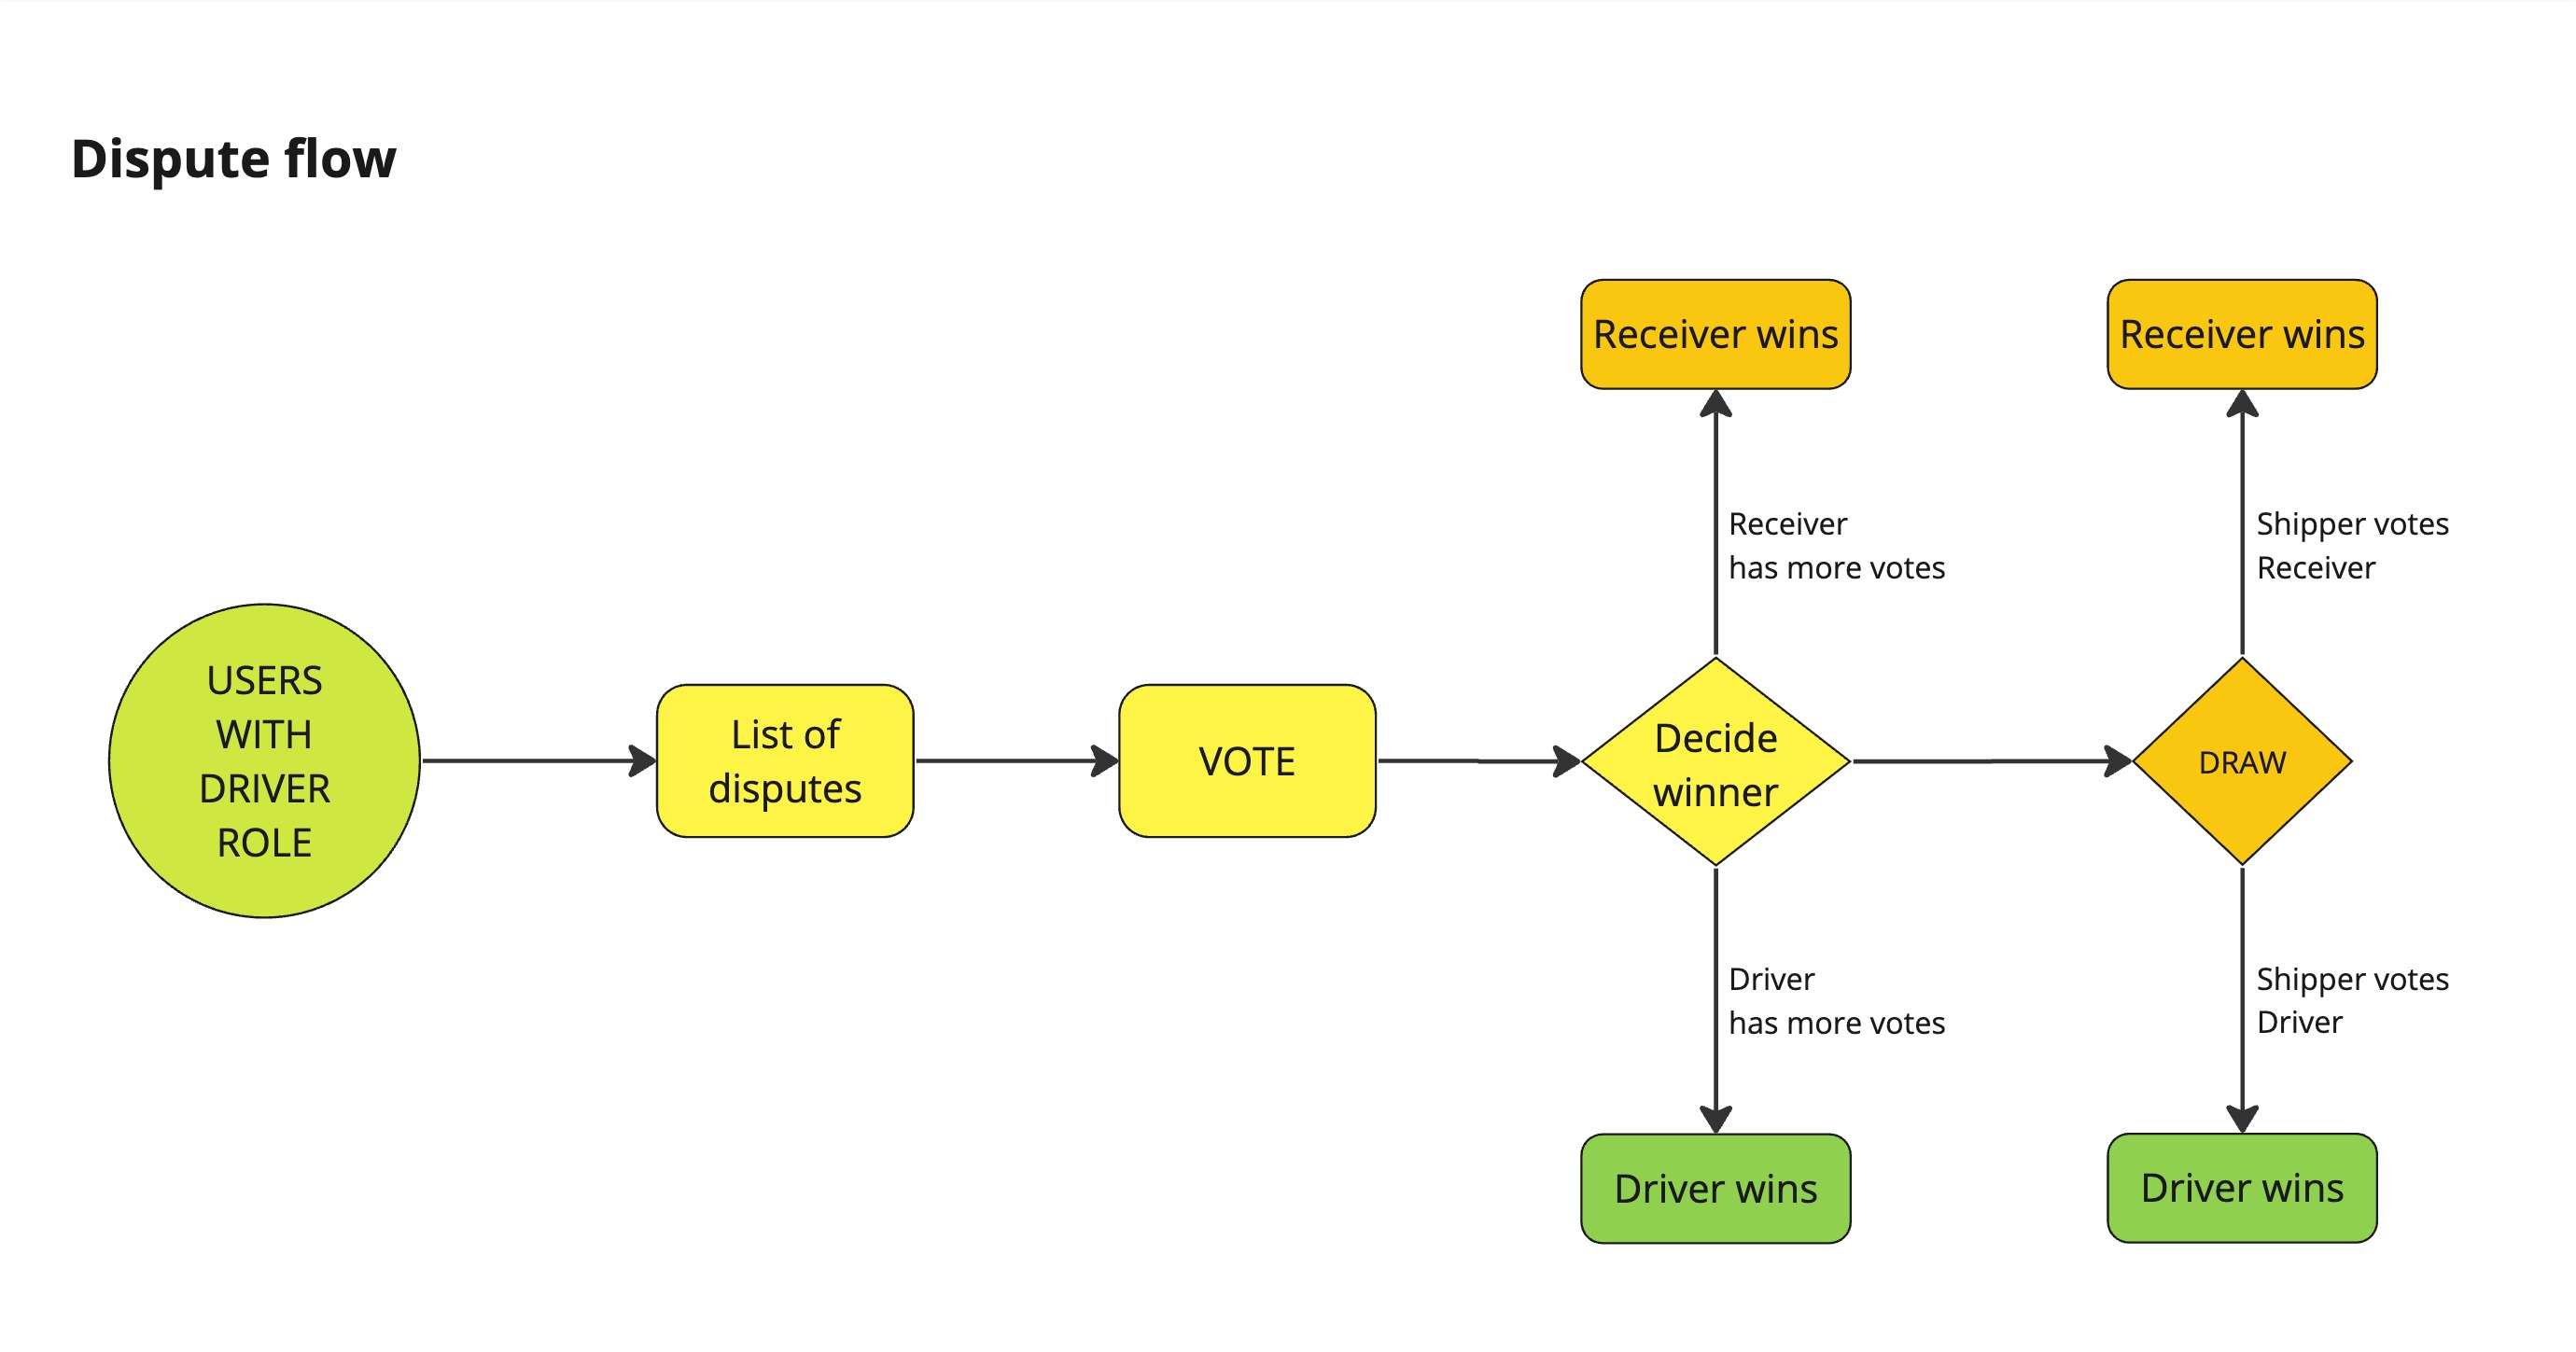 Dispute flow
USERS
WITH
DRIVER
ROLE
List of
disputes
VOTE
Decide
winner
Receiver
has more votes
Receiver wins
Driver
has more votes
Driver wins
DRAW
Shipper votes
Receiver
Receiver wins
Shipper votes
Driver
Driver wins